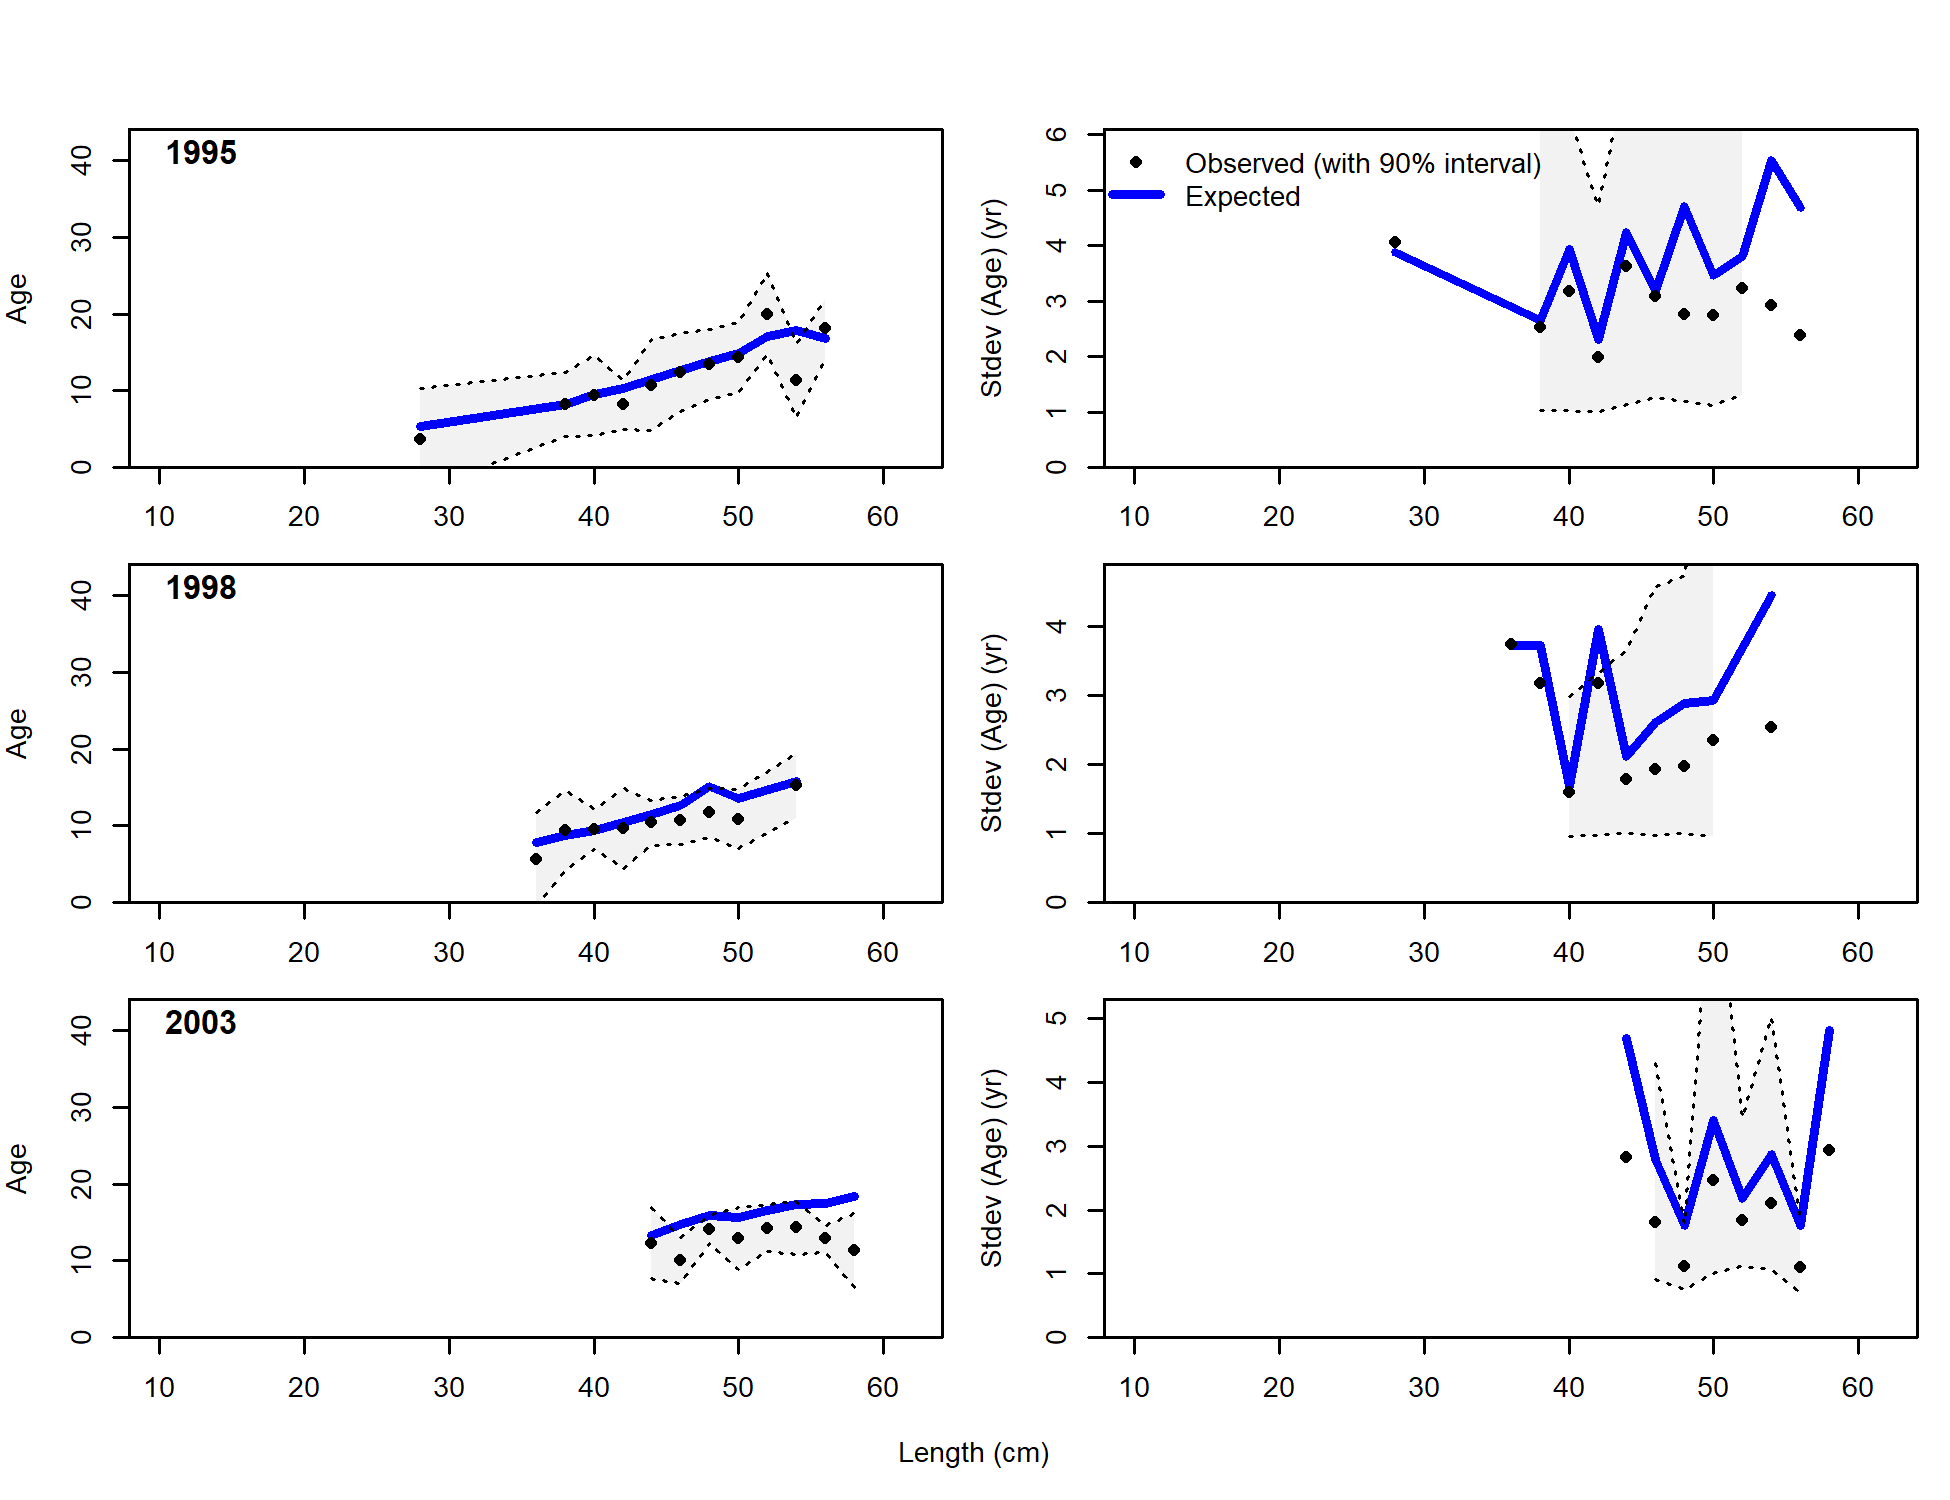 1995
Age
0 10 20 30 40
10 20 30 40 50 60
Observed (with 90% interval)
Expected
Stdev (Age) (yr)
0 1 2 3 4 5 6
10 20 30 40 50 60
1998
Age
0 10 20 30 40
10 20 30 40 50 60
Stdev (Age) (yr)
0 1 2 3 4
10 20 30 40 50 60
2003
Age
0 10 20 30 40
10 20 30 40 50 60
Stdev (Age) (yr)
0 1 2 3 4 5
10 20 30 40 50 60
Length (cm)